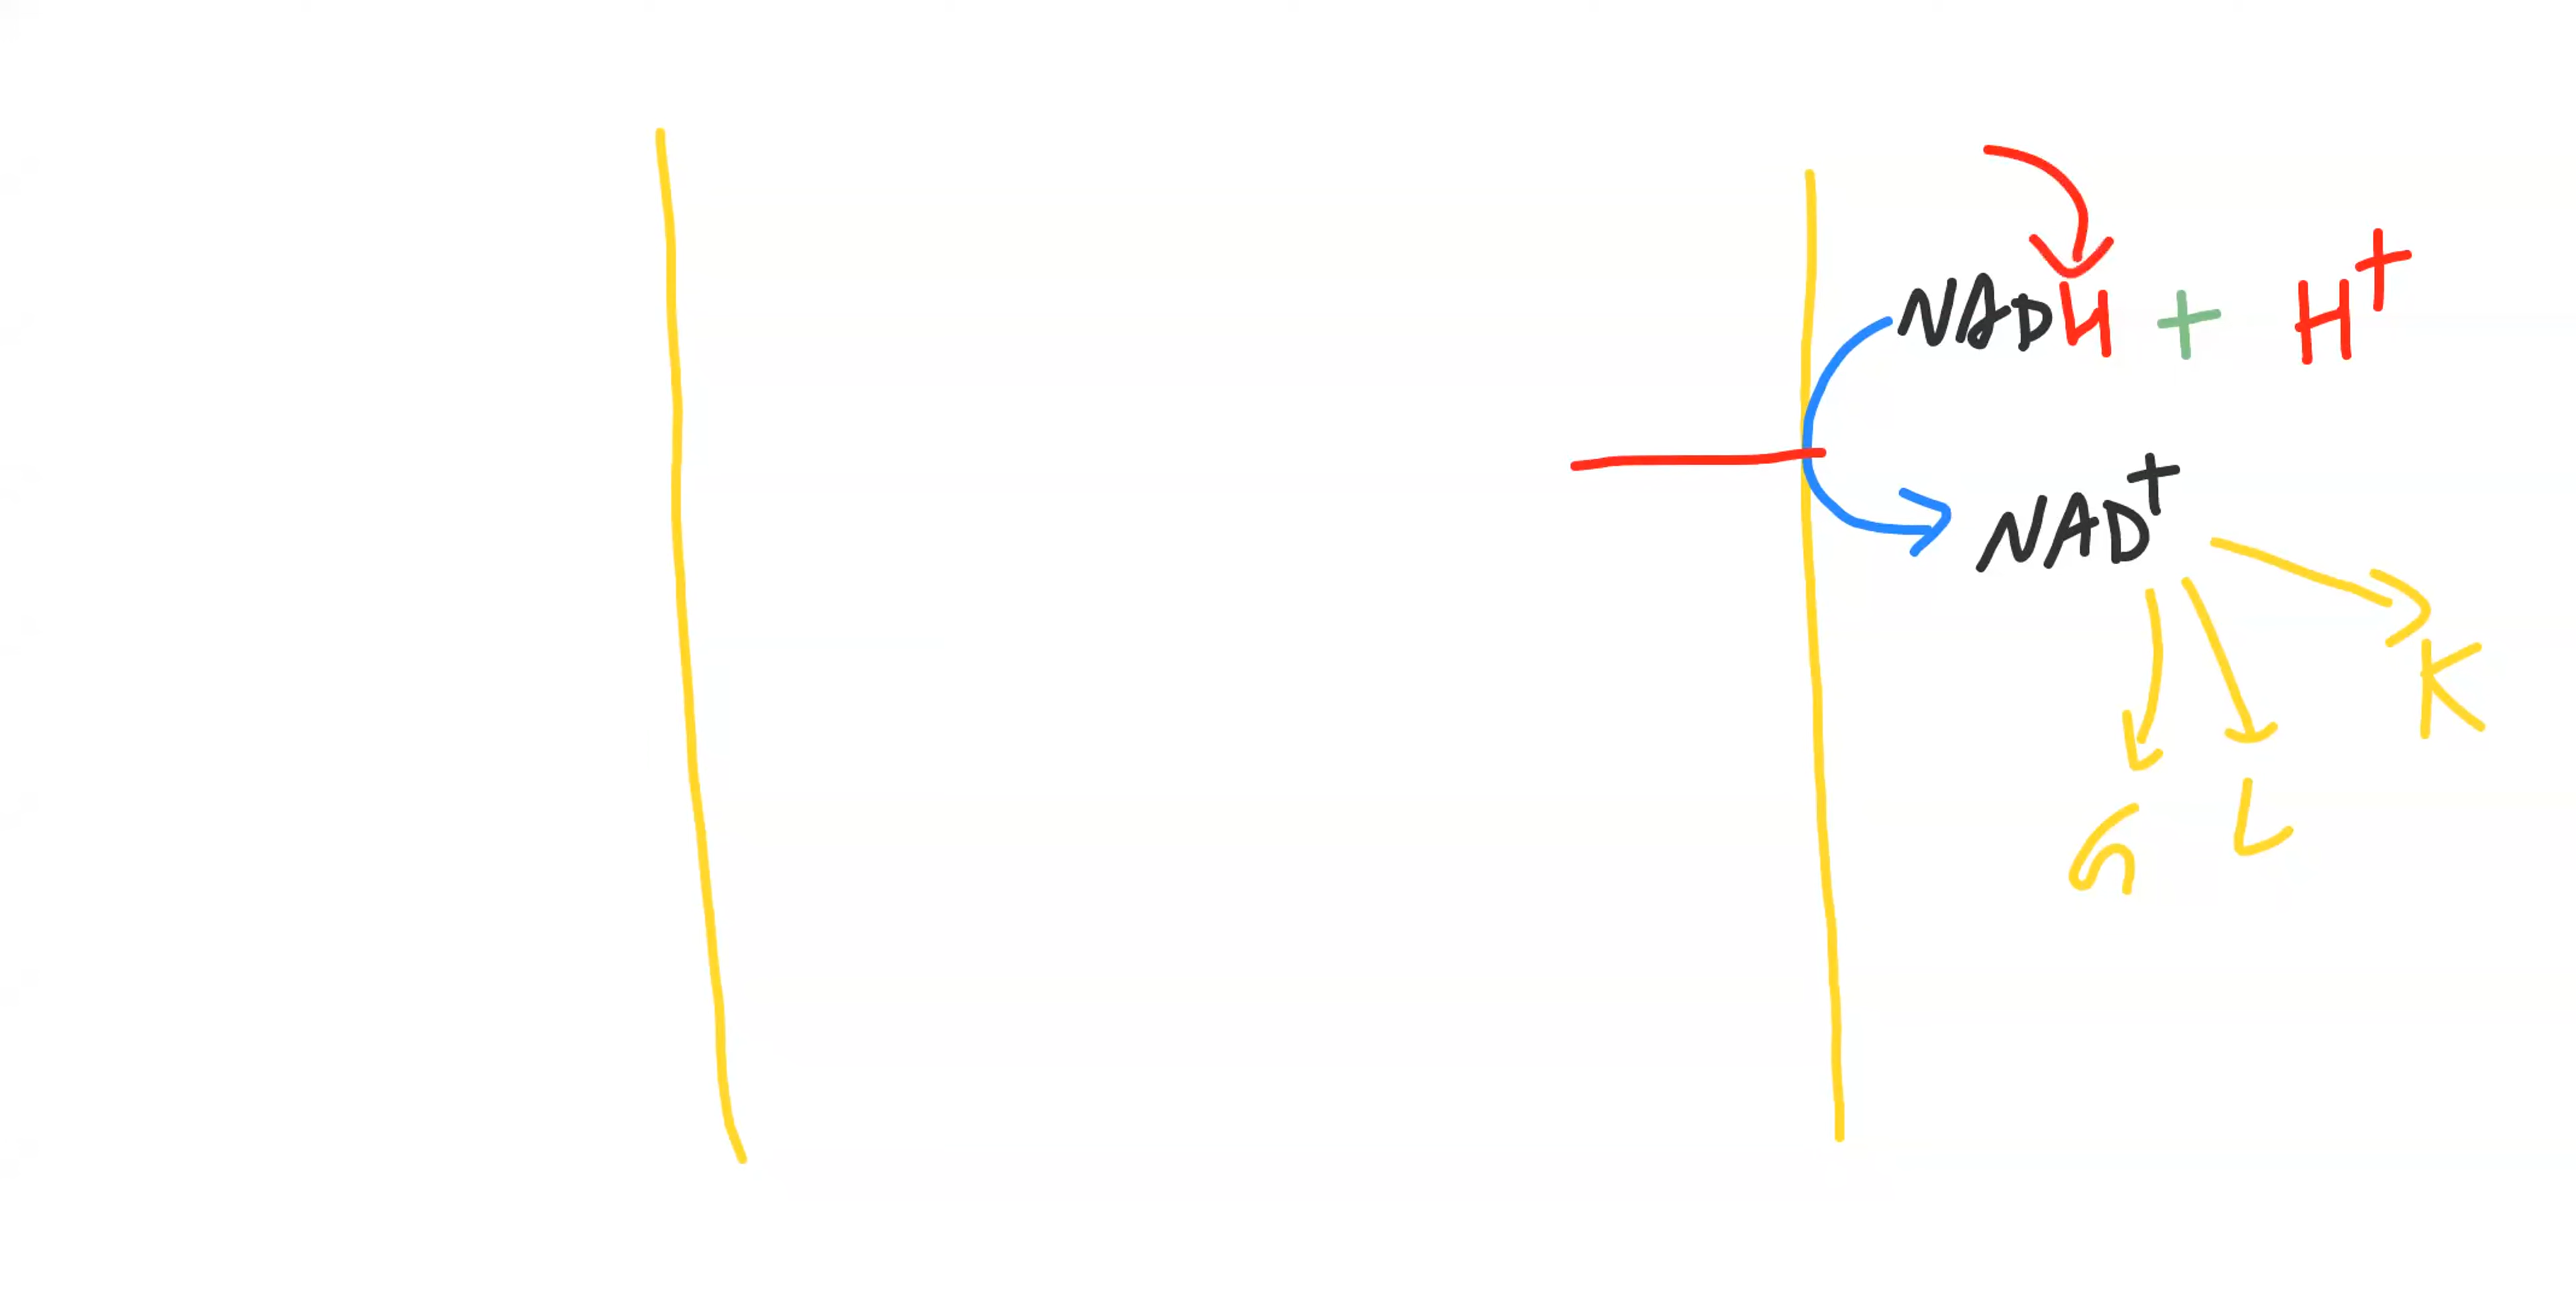 NADH + H⁺
NAD⁺
K
G L